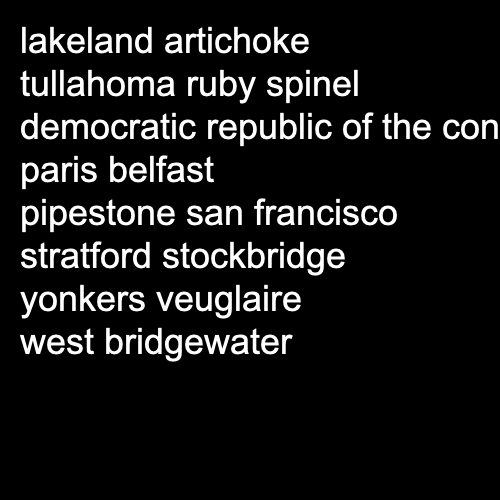 lakeland artichoke
tullahoma ruby spinel
democratic republic of the con
paris belfast
pipestone san francisco
stratford stockbridge
yonkers veuglaire
west bridgewater